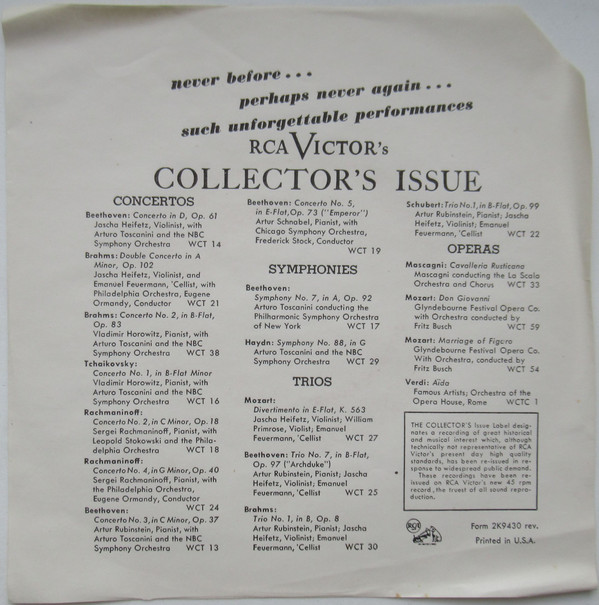 never before...
perhaps never again...
such unforgettable performances
RCA VICTOR's
COLLECTOR'S ISSUE
CONCERTOS
Beethoven: Concerto in D, Op. 61
Jascha Heifetz, Violinist, with
Arturo Toscanini and the NBC
Symphony Orchestra WCT 14
Brahms: Double Concerto in A
Minor, Op. 102
Jascha Heifetz, Violinist, and
Emanuel Feuermann, 'Cellist, with
Philadelphia Orchestra, Eugene
Ormandy, Conductor WCT 21
Brahms: Concerto No. 2, in B-Flat,
Op. 83
Vladimir Horowitz, Pianist, with
Arturo Toscanini and the NBC
Symphony Orchestra WCT 38
Tchaikovsky:
Concerto No. 1, in B-Flat Minor
Vladimir Horowitz, Pianist, with
Arturo Toscanini and the NBC
Symphony Orchestra WCT 16
Rachmaninoff:
Concerto No. 2, in C Minor, Op. 18
Sergei Rachmaninoff, Pianist, with
Leopold Stokowski and the Phila-
delphia Orchestra WCT 18
Rachmaninoff:
Concerto No. 4, in G Minor, Op. 40
Sergei Rachmaninoff, Pianist, with
the Philadelphia Orchestra,
Eugene Ormandy, Conductor
WCT 24
Beethoven:
Concerto No. 3, in C Minor, Op. 37
Artur Rubinstein, Pianist, with
Arturo Toscanini and the NBC
Symphony Orchestra WCT 13
Beethoven: Concerto No. 5,
in E-Flat, Op. 73 ("Emperor")
Artur Schnabel, Pianist, with
Chicago Symphony Orchestra,
Frederick Stock, Conductor
WCT 19
SYMPHONIES
Beethoven:
Symphony No. 7, in A, Op. 92
Arturo Toscanini conducting the
Philharmonic Symphony Orchestra
of New York WCT 17
Haydn: Symphony No. 88, in G
Arturo Toscanini and the NBC
Symphony Orchestra WCT 29
TRIOS
Mozart:
Divertimento in E-Flat, K. 563
Jascha Heifetz, Violinist; William
Primrose, Violist; Emanuel
Feuermann, 'Cellist WCT 27
Beethoven: Trio No. 7, in B-Flat,
Op. 97 ("Archduke")
Artur Rubinstein, Pianist; Jascha
Heifetz, Violinist; Emanuel
Feuermann, 'Cellist WCT 25
Brahms:
Trio No. 1, in B, Op. 8
Artur Rubinstein, Pianist; Jascha
Heifetz, Violinist; Emanuel
Feuermann, 'Cellist WCT 30
Schubert: Trio No. 1, in B-Flat, Op. 99
Artur Rubinstein, Pianist; Jascha
Heifetz, Violinist; Emanuel
Feuermann, 'Cellist WCT 22
OPERAS
Mascagni: Cavalleria Rusticana
Mascagni conducting the La Scala
Orchestra and Chorus WCT 33
Mozart: Don Giovanni
Glyndebourne Festival Opera Co.
with Orchestra conducted by
Fritz Busch WCT 59
Mozart: Marriage of Figaro
Glyndebourne Festival Opera Co.
With Orchestra, conducted by
Fritz Busch WCT 54
Verdi: Aïda
Famous Artists; Orchestra of the
Opera House, Rome WCTC 1
THE COLLECTOR'S Issue Label desig-
nates a recording of great historical
and musical interest which, although
technically not representative of RCA
Victor's present day high quality
standards, has been re-issued in re-
sponse to widespread public demand.
These recordings have been re-
issued on RCA Victor's new 45 rpm
record, the truest of all sound repro-
duction.
RCA
Form 2K9430 rev.
Printed in U.S.A.